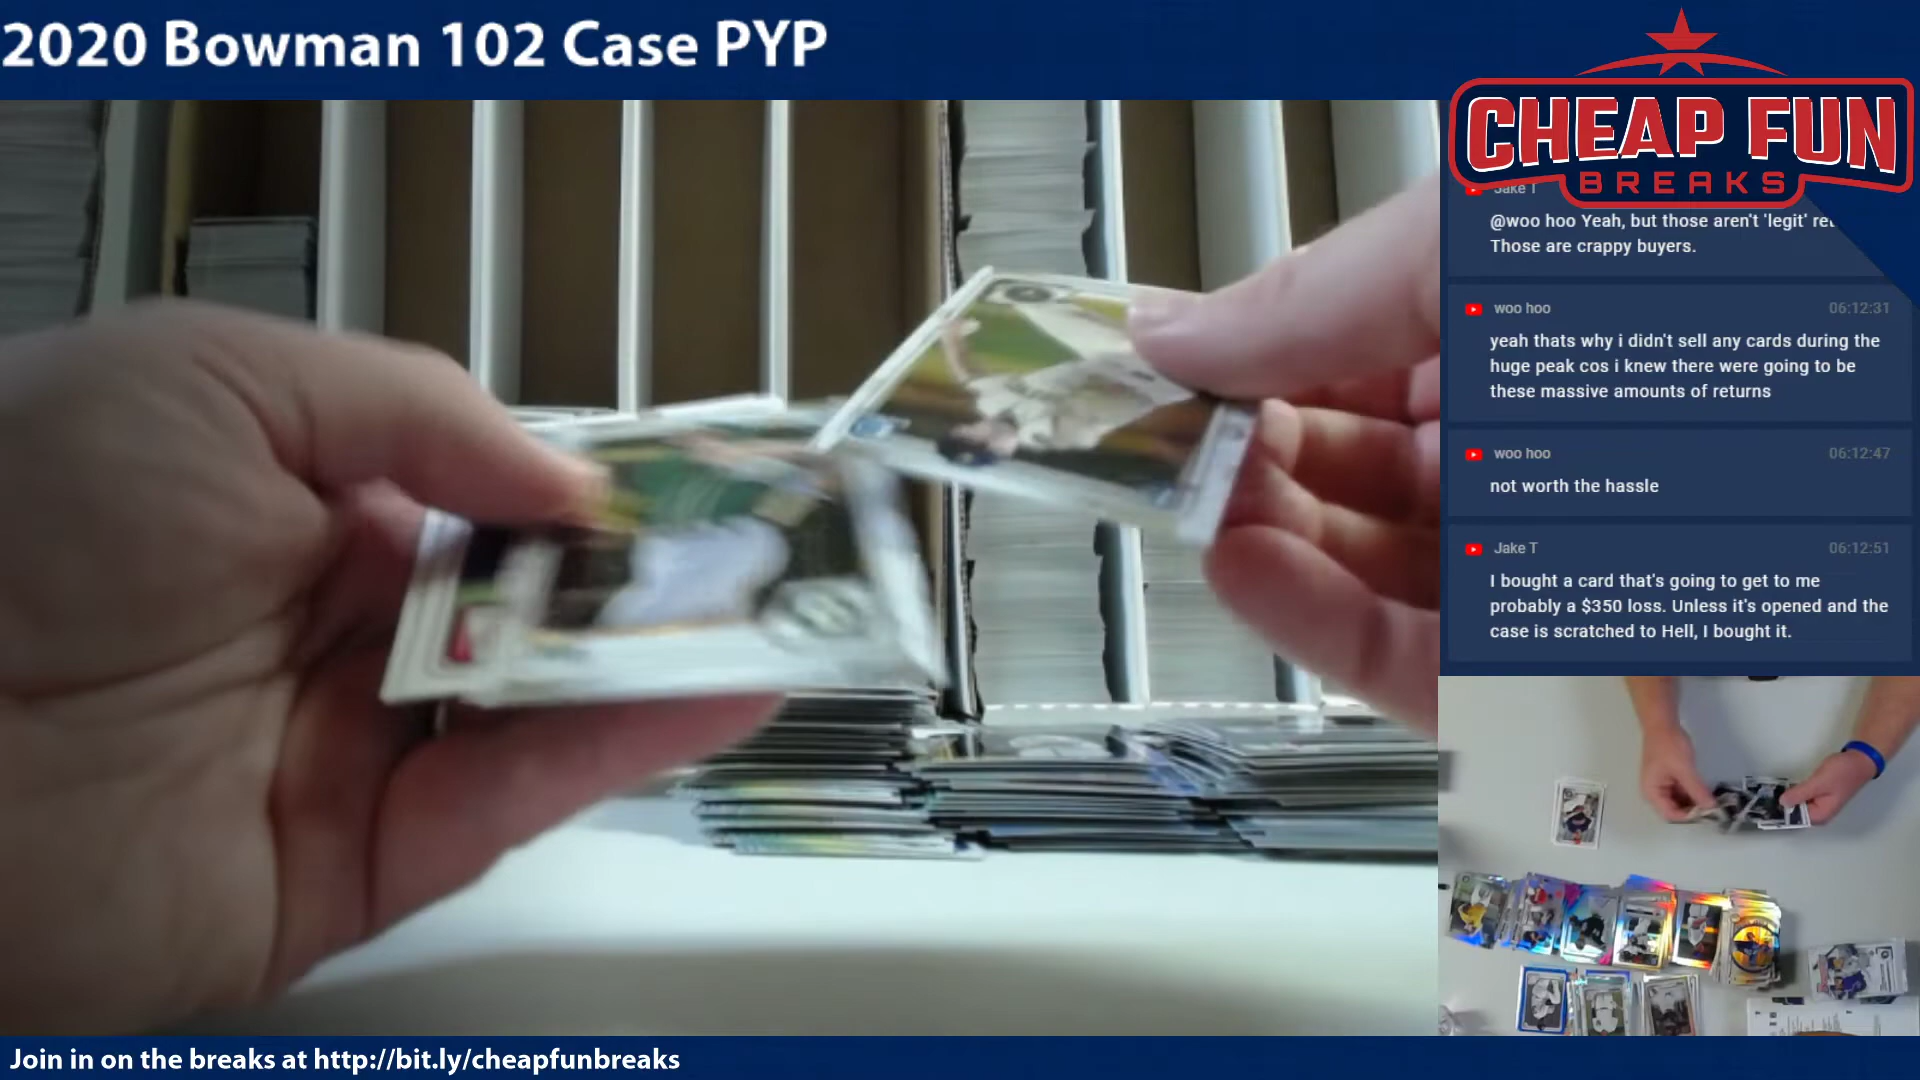 2020 Bowman 102 Case PYP
CHEAP FUN
BREAKS
Jake T
@woo hoo Yeah, but those aren't 'legit'
Those are crappy buyers.
woo hoo 06:12:31
yeah thats why i didn't sell any cards during the
huge peak cos i knew there were going to be
these massive amounts of returns
woo hoo 06:12:47
not worth the hassle
Jake T 06:12:51
I bought a card that's going to get to me
probably a $350 loss. Unless it's opened and the
case is scratched to Hell, I bought it.
Join in on the breaks at http://bit.ly/cheapfunbreaks